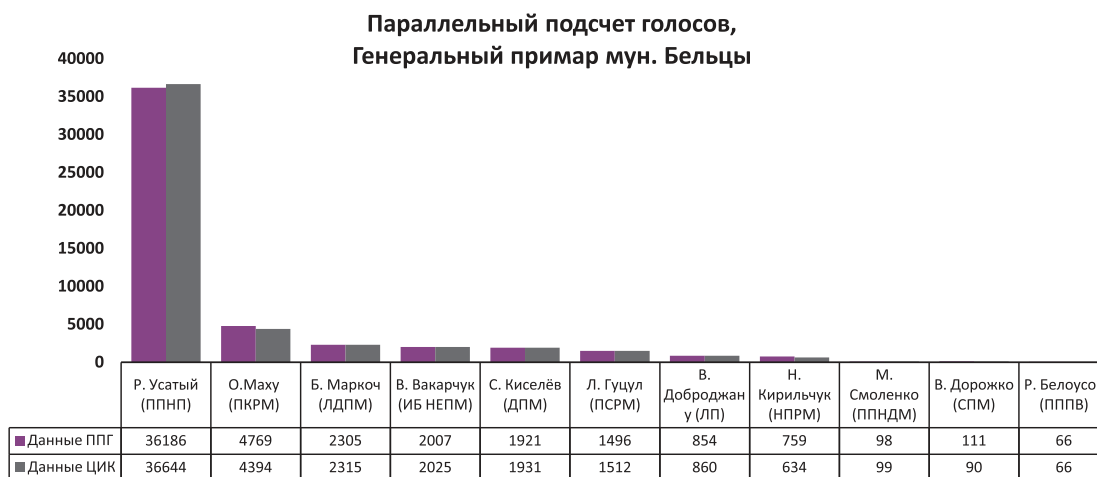 Параллельный подсчет голосов,
Генеральный примар мун. Бельцы
40000
35000
30000
25000
20000
15000
10000
5000
0
Р. Усатый
(ППНП)
О.Маху
(ПКРМ)
Б. Маркоч
(ЛДПМ)
В. Вакарчук
(ИБ НЕПМ)
С. Киселёв
(ДПМ)
Л. Гуцул
(ПСРМ)
В.
Доброджан
у (ЛП)
Н.
Кирильчук
(НПРМ)
М.
Смоленко
(ППНДМ)
В. Дорожко
(СПМ)
Р. Белоусо
(ПППВ)
Данные ППГ 36186 4769 2305 2007 1921 1496 854 759 98 111 66
Данные ЦИК 36644 4394 2315 2025 1931 1512 860 634 99 90 66